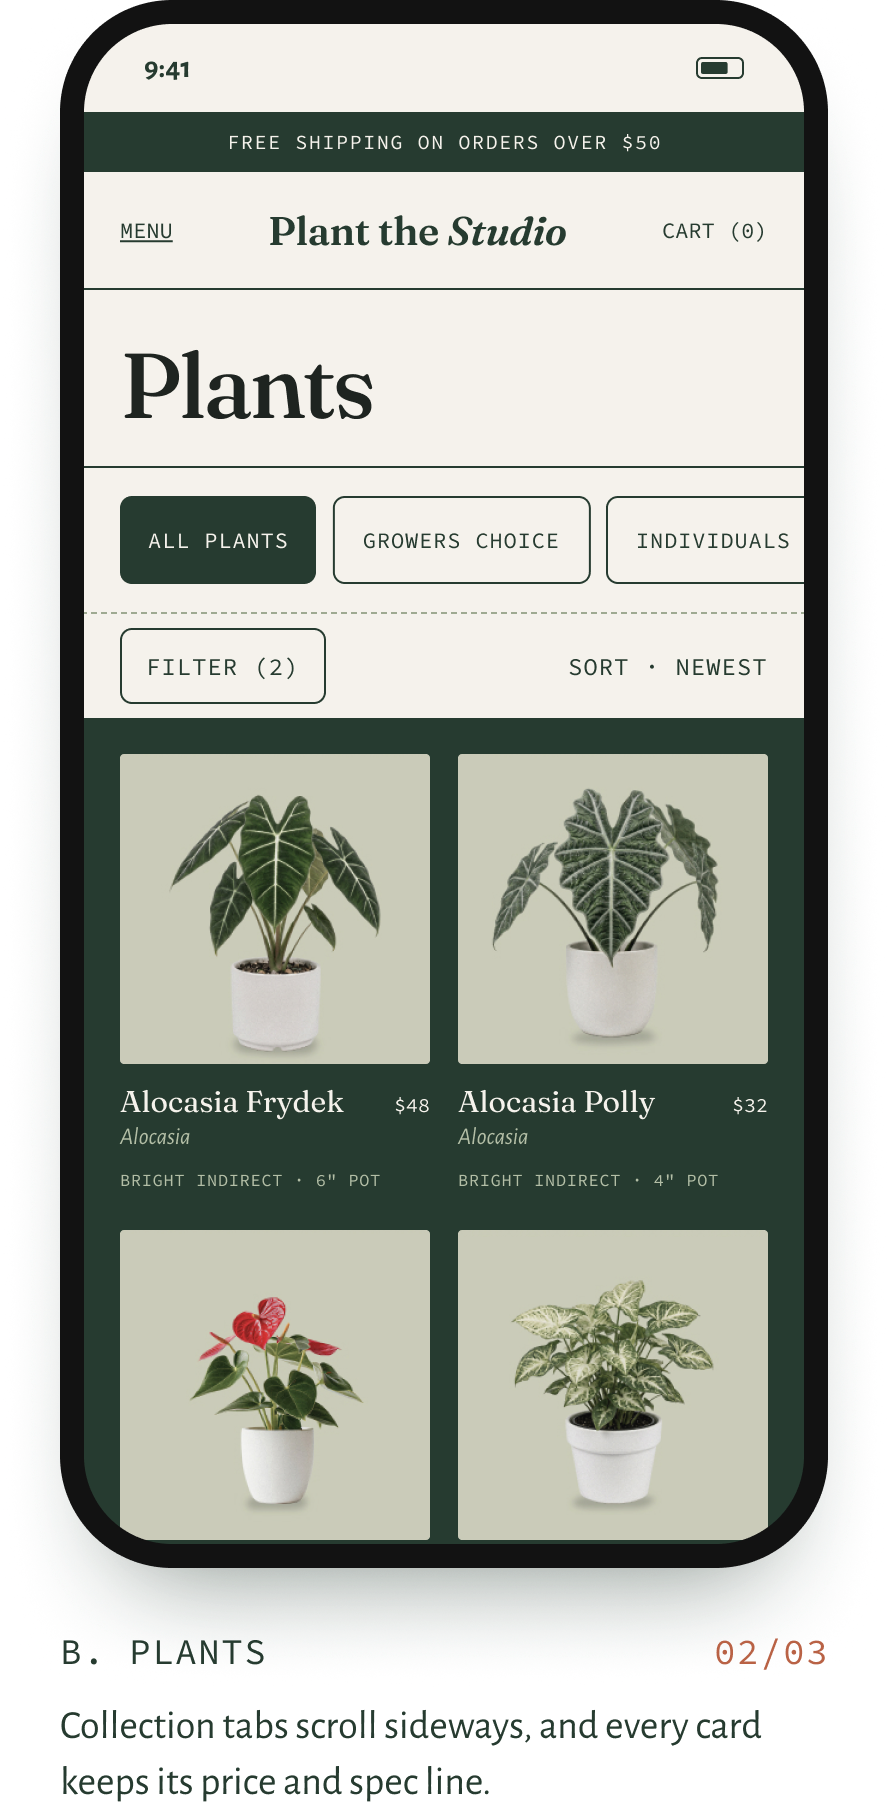 9:41
FREE SHIPPING ON ORDERS OVER $50
MENU
Plant the Studio
CART (0)
Plants
ALL PLANTS
GROWERS CHOICE
INDIVIDUALS
FILTER (2)
SORT · NEWEST
Alocasia Frydek $48
Alocasia
BRIGHT INDIRECT · 6" POT
Alocasia Polly $32
Alocasia
BRIGHT INDIRECT · 4" POT
B. PLANTS
02/03
Collection tabs scroll sideways, and every card
keeps its price and spec line.